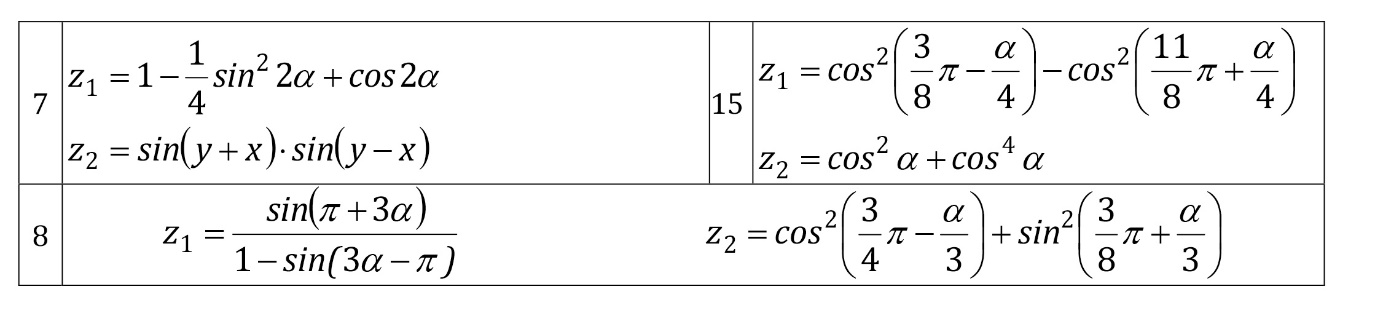 7
z₁ = 1 − 1/4 sin² 2α + cos 2α
z₂ = sin(y + x) · sin(y − x)
15
z₁ = cos²(3/8 π − α/4) − cos²(11/8 π + α/4)
z₂ = cos² α + cos⁴ α
8
z₁ = sin(π + 3α) / 1 − sin(3α − π)
z₂ = cos²(3/4 π − α/3) + sin²(3/8 π + α/3)